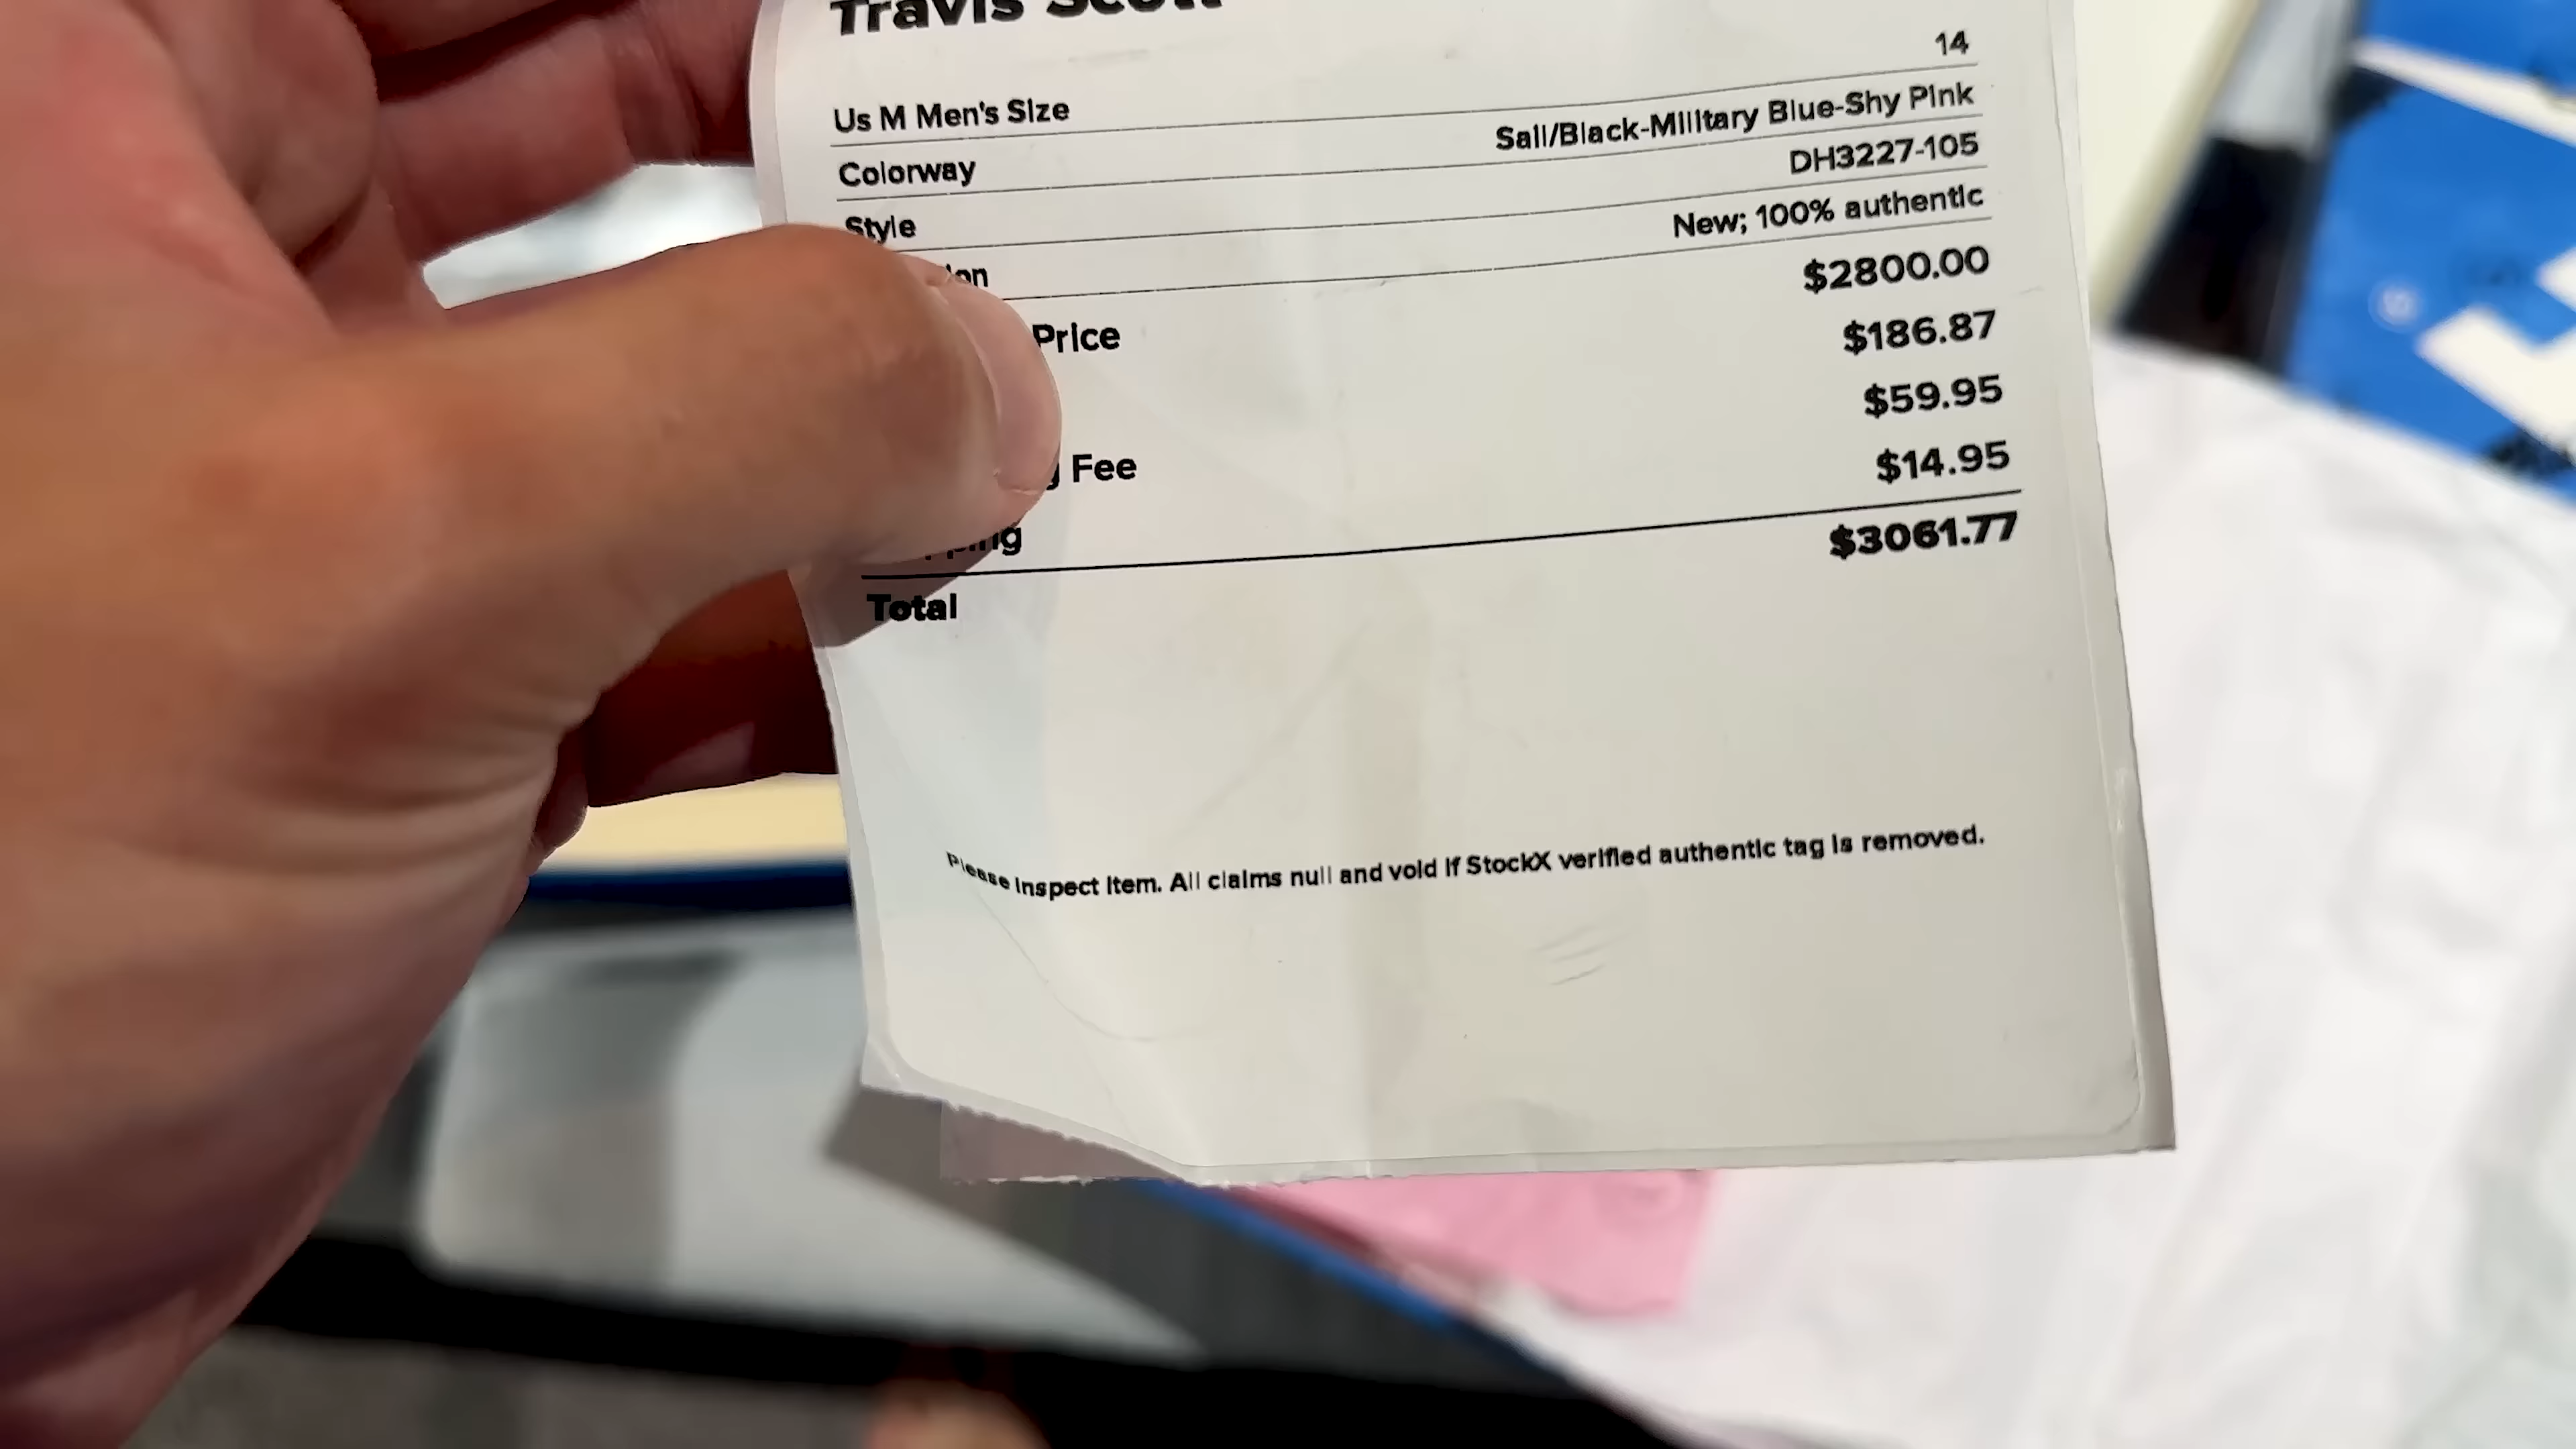 Travis Scott
Us M Men's Size 14
Colorway Sail/Black-Military Blue-Shy Pink
Style DH3227-105
New; 100% authentic
Price $2800.00
$186.87
Fee $59.95
$14.95
Total $3061.77
Please inspect item. All claims null and void if StockX verified authentic tag is removed.